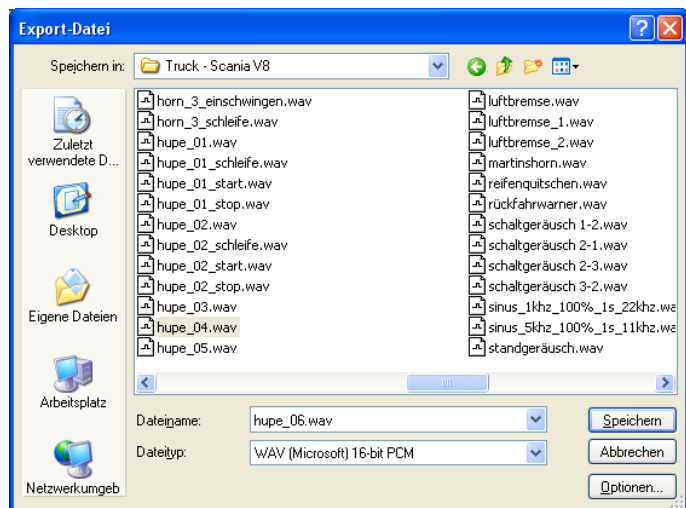 Export-Datei
Speichern in:
Truck - Scania V8
Zuletzt
verwendete D...
Desktop
Eigene Dateien
Arbeitsplatz
Netzwerkumgeb
horn_3_einschwingen.wav
horn_3_schleife.wav
hupe_01.wav
hupe_01_schleife.wav
hupe_01_start.wav
hupe_01_stop.wav
hupe_02.wav
hupe_02_schleife.wav
hupe_02_start.wav
hupe_02_stop.wav
hupe_03.wav
hupe_04.wav
hupe_05.wav
luftbremse.wav
luftbremse_1.wav
luftbremse_2.wav
martinshorn.wav
reifenquitschen.wav
rückfahrwarner.wav
schaltgeräusch 1-2.wav
schaltgeräusch 2-1.wav
schaltgeräusch 2-3.wav
schaltgeräusch 3-2.wav
sinus_1khz_100%_1s_22khz.wa
sinus_5khz_100%_1s_11khz.wa
standgeräusch.wav
Dateiname:
hupe_06.wav
Speichern
Dateityp:
WAV (Microsoft) 16-bit PCM
Abbrechen
Optionen...